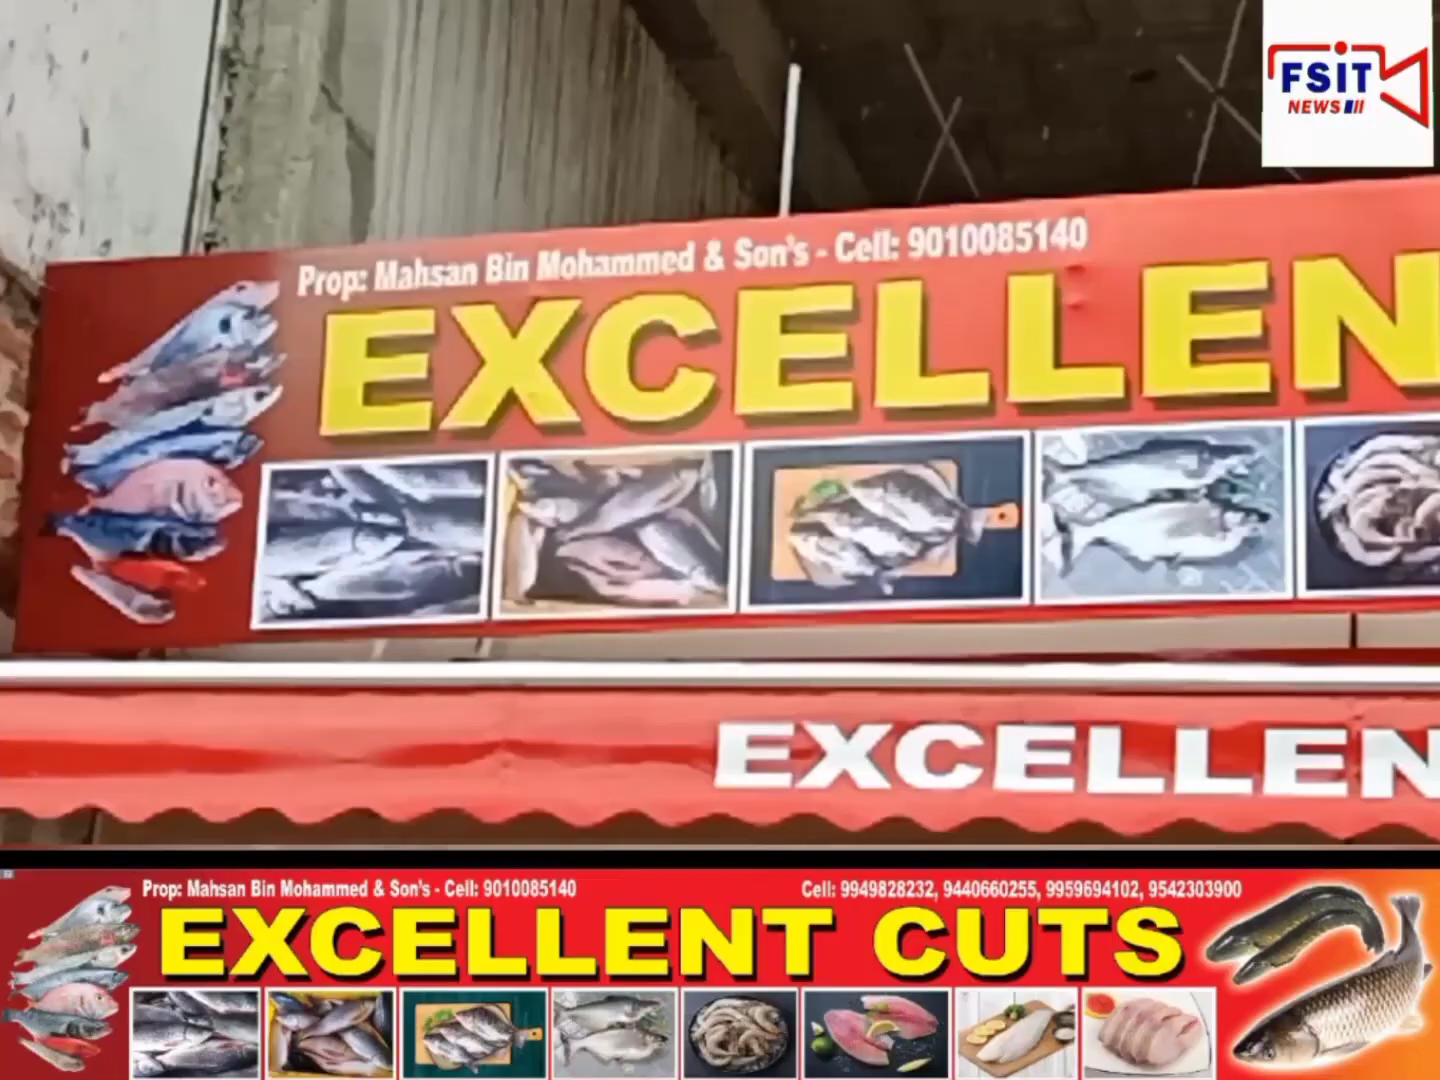 FSiT
NEWS
Prop: Mahsan Bin Mohammed & Son's - Cell: 9010085140
EXCELLEN
EXCELLEN
Prop: Mahsan Bin Mohammed & Son's - Cell: 9010085140
Cell: 9949828232, 9440660255, 9959694102, 9542303900
EXCELLENT CUTS